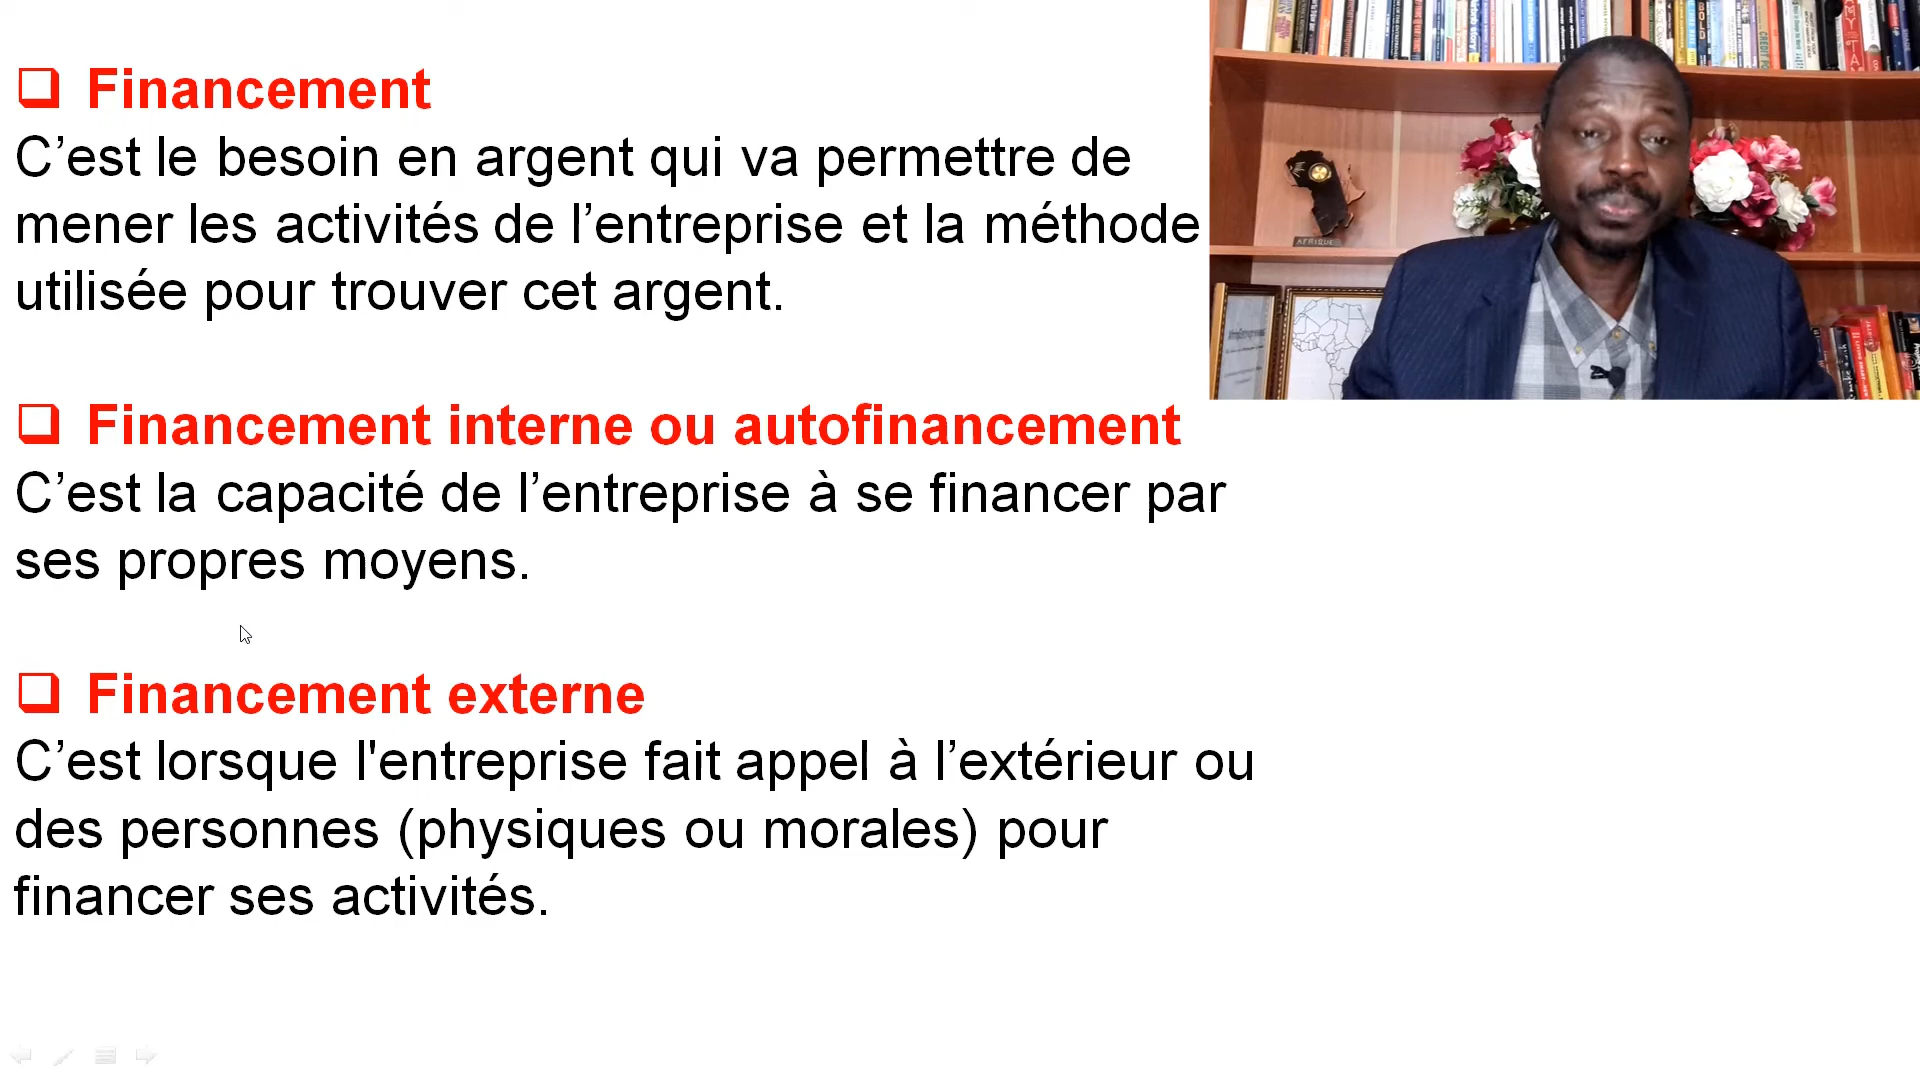 Financement
C’est le besoin en argent qui va permettre de
mener les activités de l’entreprise et la méthode
utilisée pour trouver cet argent.
Financement interne ou autofinancement
C’est la capacité de l’entreprise à se financer par
ses propres moyens.
Financement externe
C’est lorsque l'entreprise fait appel à l’extérieur ou
des personnes (physiques ou morales) pour
financer ses activités.
AFRIQUE